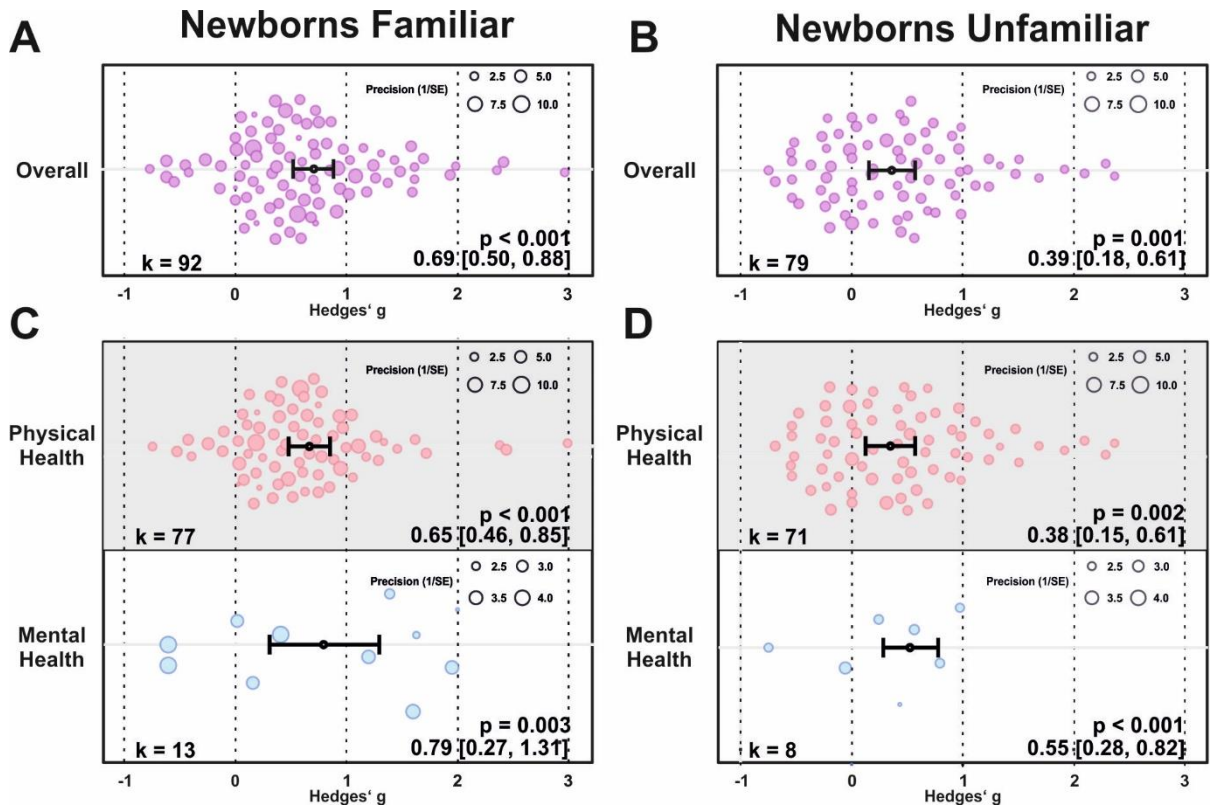 A
Newborns Familiar
Precision (1/SE)
2.5 5.0
7.5 10.0
Overall
p < 0.001
k = 92
0.69 [0.50, 0.88]
-1 0 1 2 3
Hedges‘ g
B
Newborns Unfamiliar
Precision (1/SE)
2.5 5.0
7.5 10.0
Overall
p = 0.001
k = 79
0.39 [0.18, 0.61]
-1 0 1 2 3
Hedges‘ g
C
Precision (1/SE)
2.5 5.0
7.5 10.0
Physical
Health
p < 0.001
k = 77
0.65 [0.46, 0.85]
Precision (1/SE)
2.5 3.0
3.5 4.0
Mental
Health
p = 0.003
k = 13
0.79 [0.27, 1.31]
-1 0 1 2 3
Hedges‘ g
D
Precision (1/SE)
2.5 5.0
7.5 10.0
Physical
Health
p = 0.002
k = 71
0.38 [0.15, 0.61]
Precision (1/SE)
2.5 3.0
3.5 4.0
Mental
Health
p < 0.001
k = 8
0.55 [0.28, 0.82]
-1 0 1 2 3
Hedges‘ g